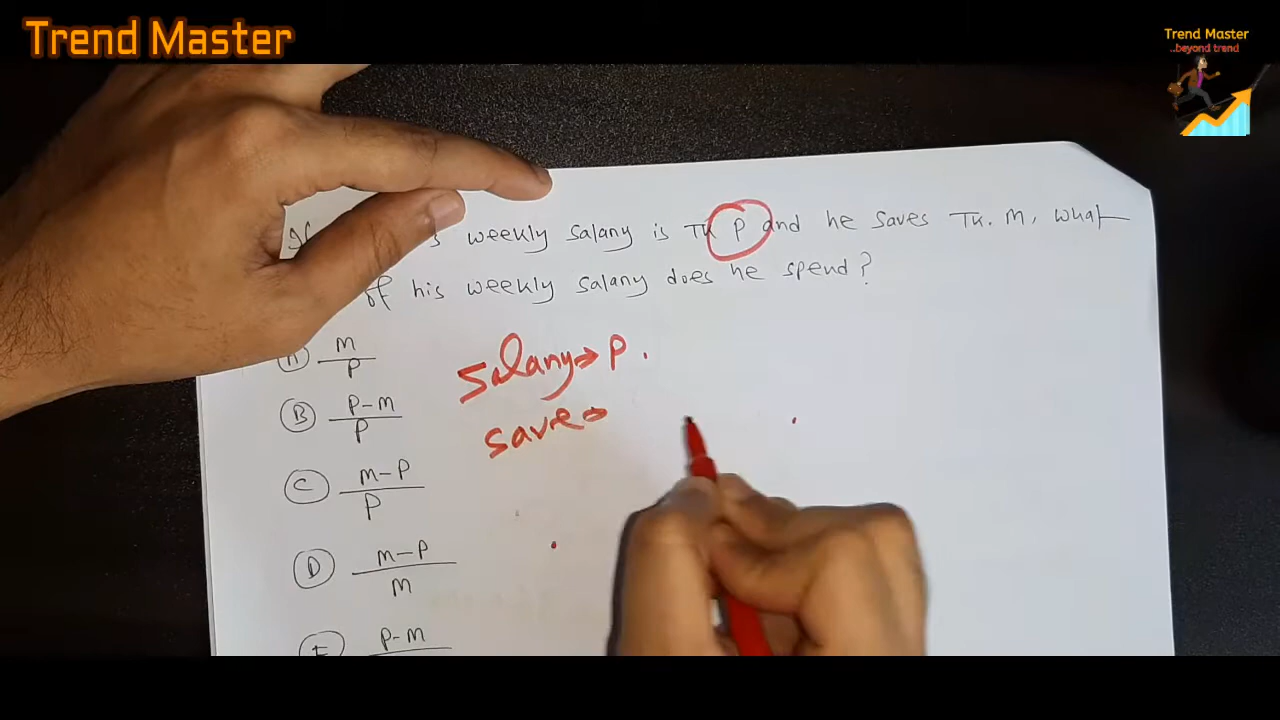 Trend Master
Trend Master
..beyond trend
weekly salary is Tk P and he saves Tk. m, what
of his weekly salary does he spend?
m
P
Salary → P.
B P-m
P
save →
C m-P
P
D m-P
m
P-m